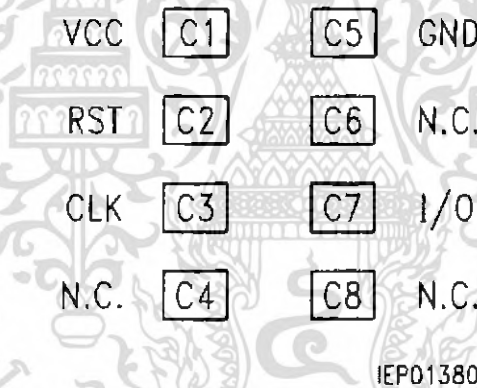 VCC C1 C5 GND
RST C2 C6 N.C.
CLK C3 C7 I/O
N.C. C4 C8 N.C.
IEP01380